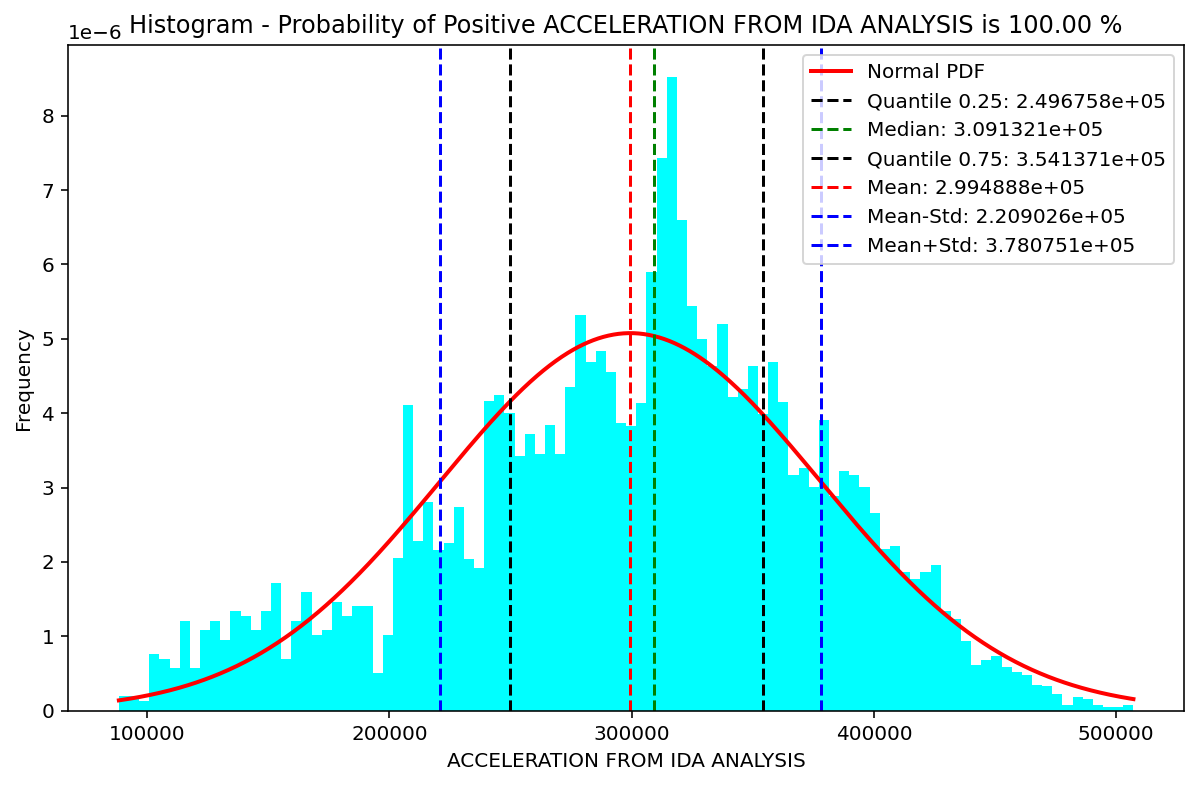 Histogram - Probability of Positive ACCELERATION FROM IDA ANALYSIS is 100.00 %
1e−6
Normal PDF
Quantile 0.25: 2.496758e+05
Median: 3.091321e+05
Quantile 0.75: 3.541371e+05
Mean: 2.994888e+05
Mean-Std: 2.209026e+05
Mean+Std: 3.780751e+05
8
7
6
5
4
3
2
1
0
Frequency
100000 200000 300000 400000 500000
ACCELERATION FROM IDA ANALYSIS